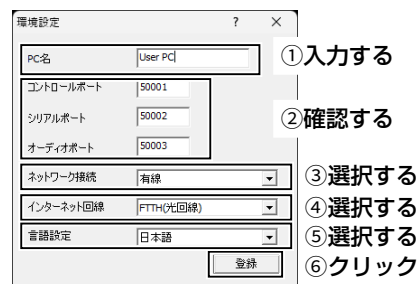 環境設定 ? ×
PC名 User PC ①入力する
コントロールポート 50001
シリアルポート 50002 ②確認する
オーディオポート 50003
ネットワーク接続 有線 ③選択する
インターネット回線 FTTH(光回線) ④選択する
言語設定 日本語 ⑤選択する
登録 ⑥クリック